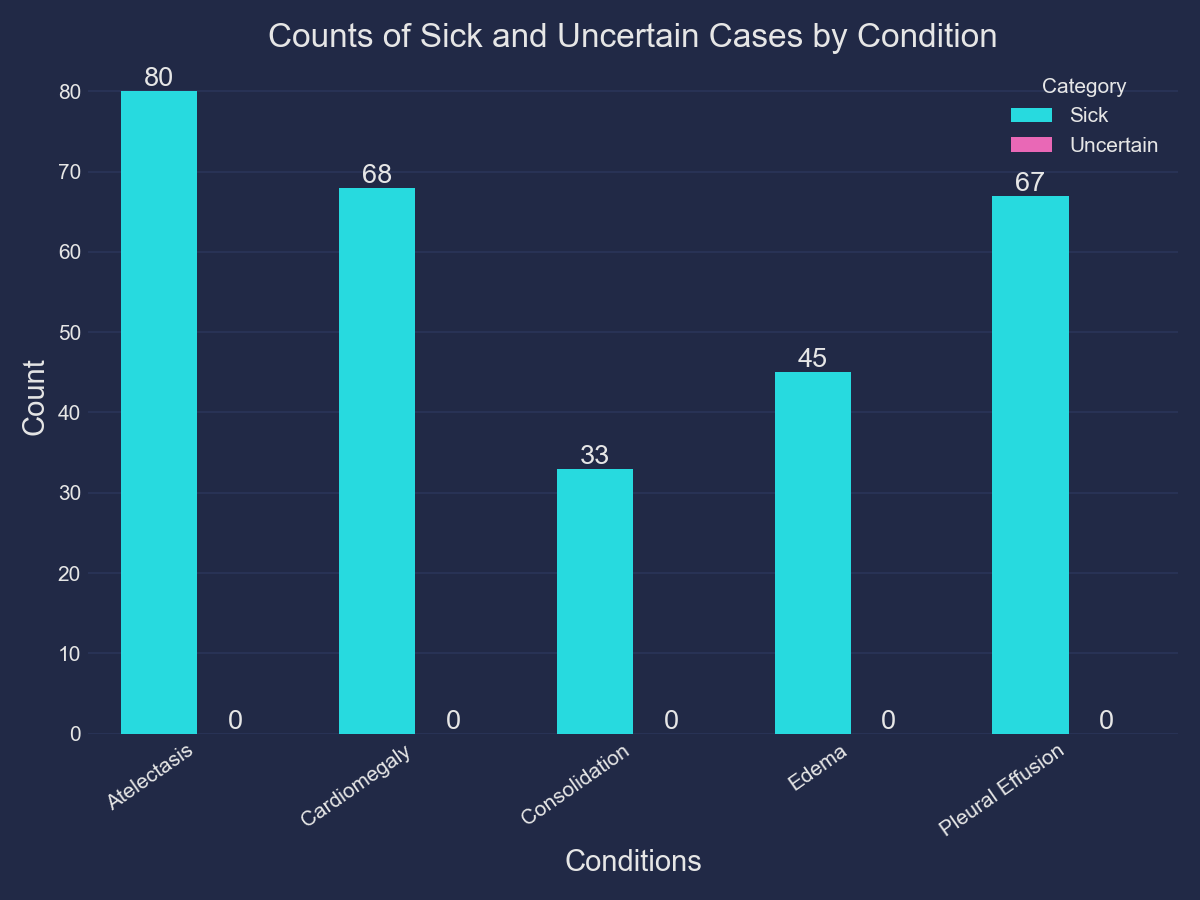 Counts of Sick and Uncertain Cases by Condition
Category
Sick
Uncertain
Count
80
70
60
50
40
30
20
10
0
80
0
68
0
33
0
45
0
67
0
Atelectasis
Cardiomegaly
Consolidation
Edema
Pleural Effusion
Conditions